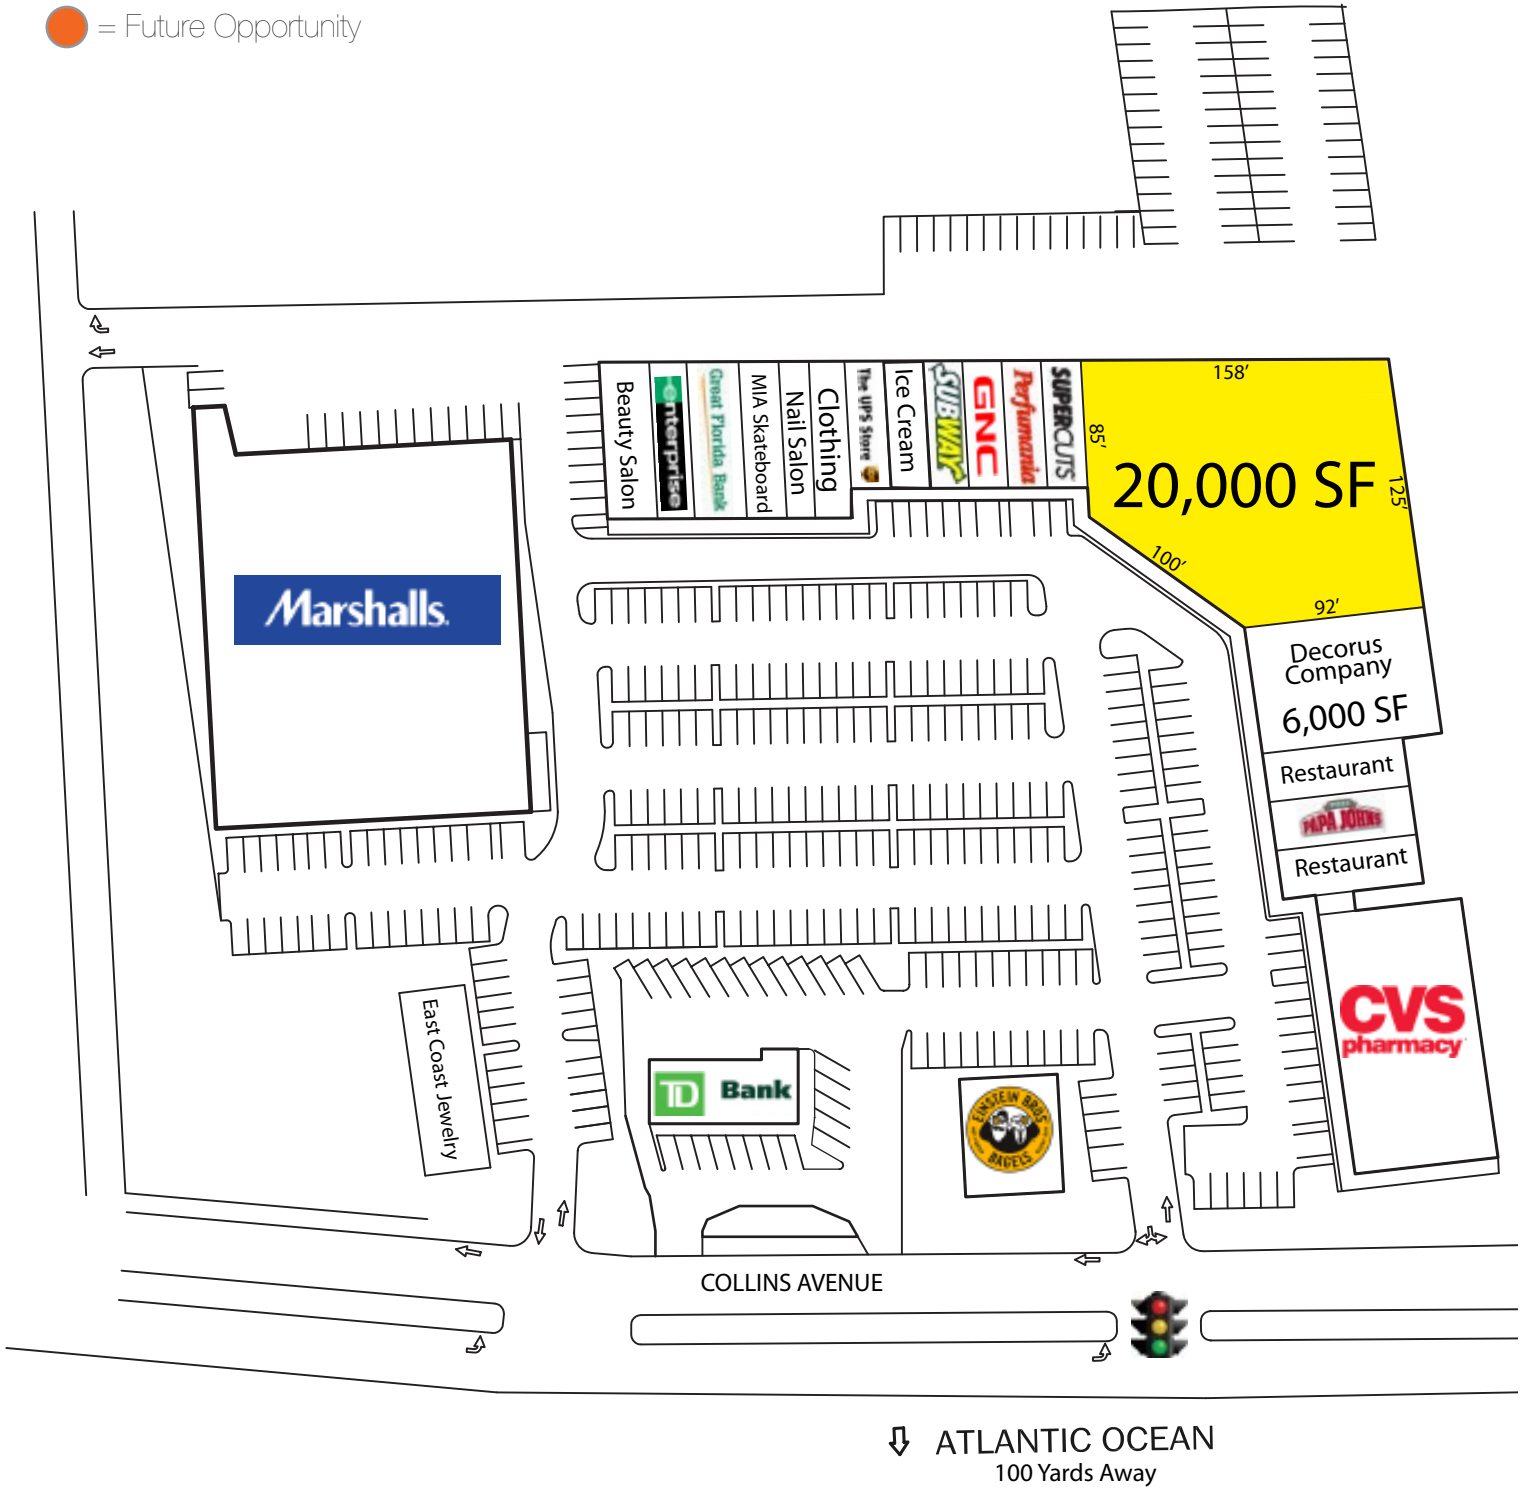 = Future Opportunity
Beauty Salon
enterprise
Great Florida Bank
MIA Skateboard
Nail Salon
Clothing
The UPS Store
Ice Cream
SUBWAY
GNC
Perfumania
SUPERCUTS
158'
85'
20,000 SF
125'
100'
92'
Marshalls.
Decorus
Company
6,000 SF
Restaurant
PAPA JOHNS
Restaurant
CVS
pharmacy
East Coast Jewelry
TD Bank
EINSTEIN BROS
BAGELS
COLLINS AVENUE
ATLANTIC OCEAN
100 Yards Away